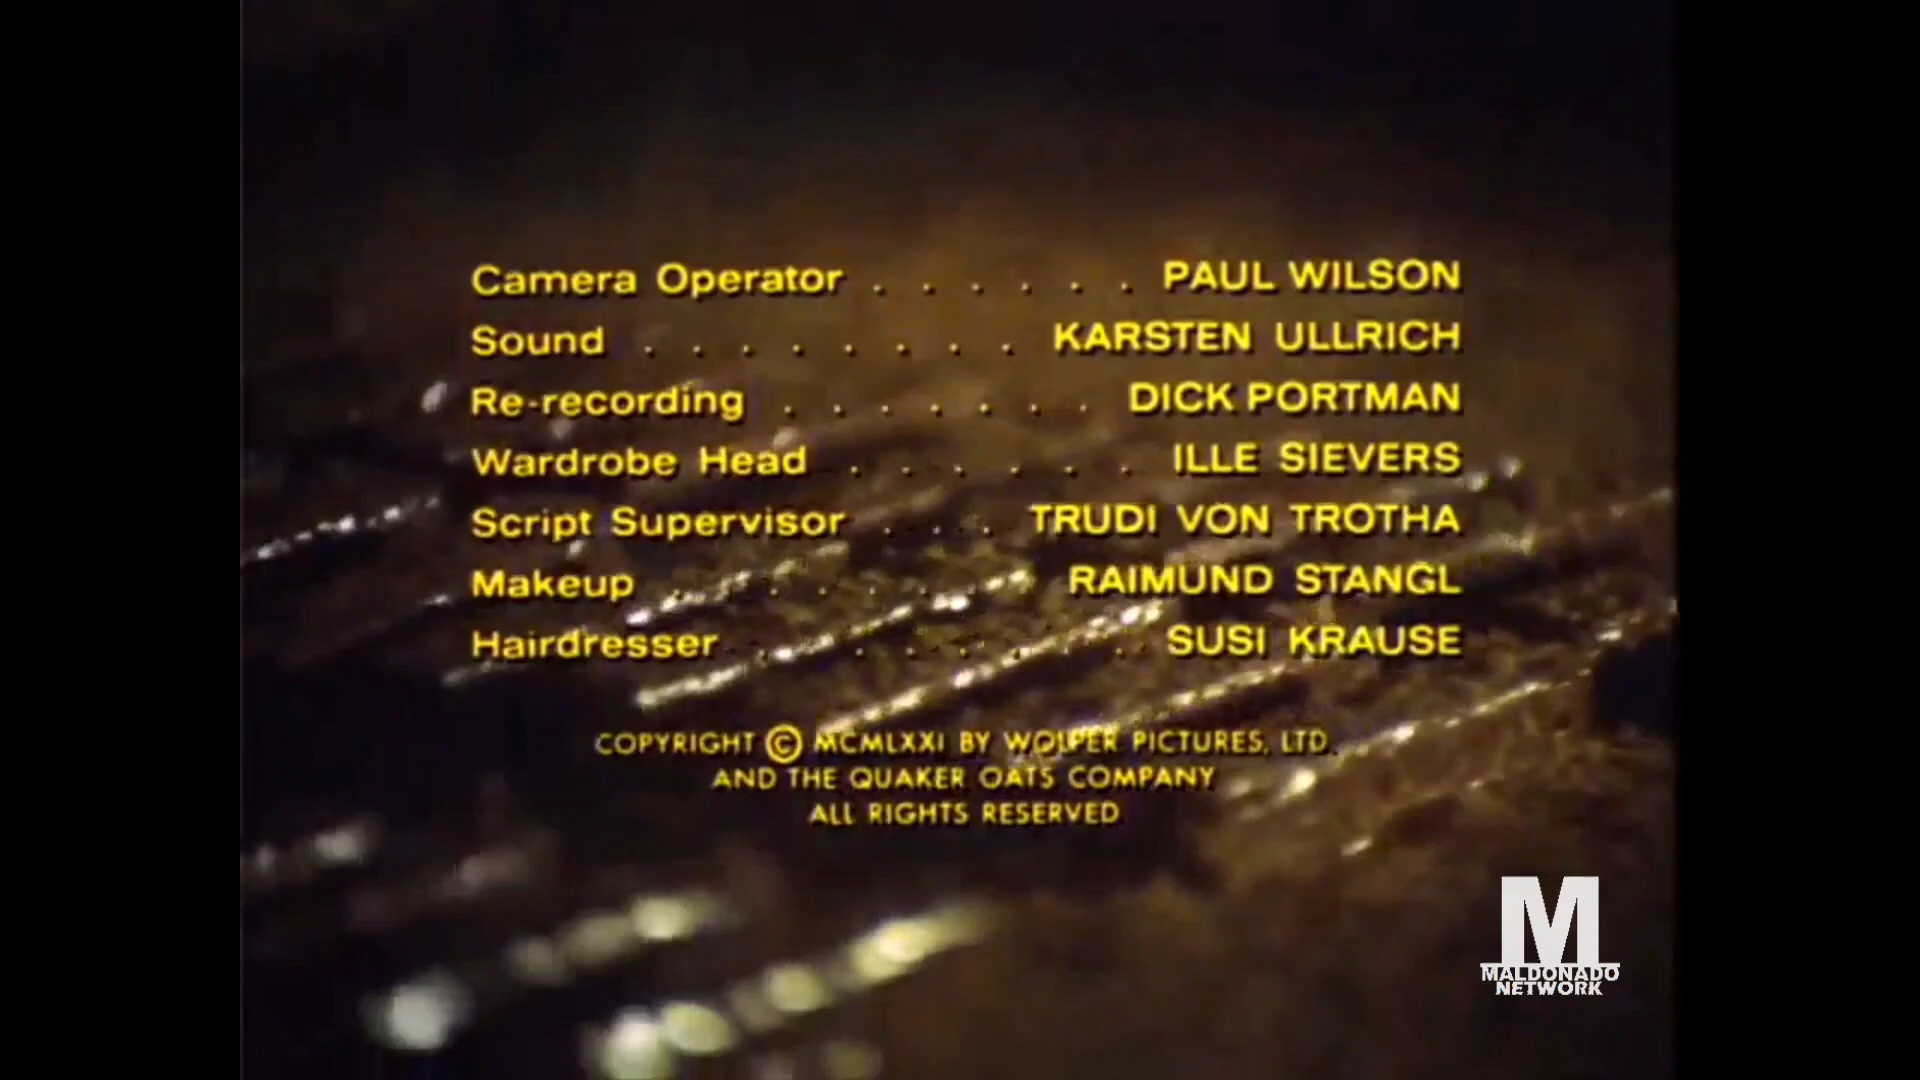 Camera Operator . . . . . . PAUL WILSON
Sound . . . . . . . . KARSTEN ULLRICH
Re-recording . . . . . . . DICK PORTMAN
Wardrobe Head . . . . . . ILLE SIEVERS
Script Supervisor . . . TRUDI VON TROTHA
Makeup . . . . . . . RAIMUND STANGL
Hairdresser . . . . . . . . SUSI KRAUSE
COPYRIGHT © MCMLXXI BY WOLPER PICTURES, LTD.
AND THE QUAKER OATS COMPANY
ALL RIGHTS RESERVED
M
MALDONADO
NETWORK